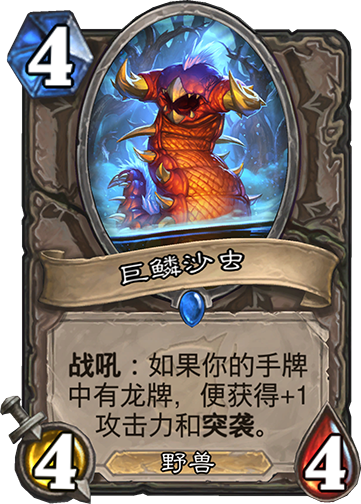 4
巨鳞沙虫
战吼：如果你的手牌
中有龙牌，便获得+1
攻击力和突袭。
4
野兽
4